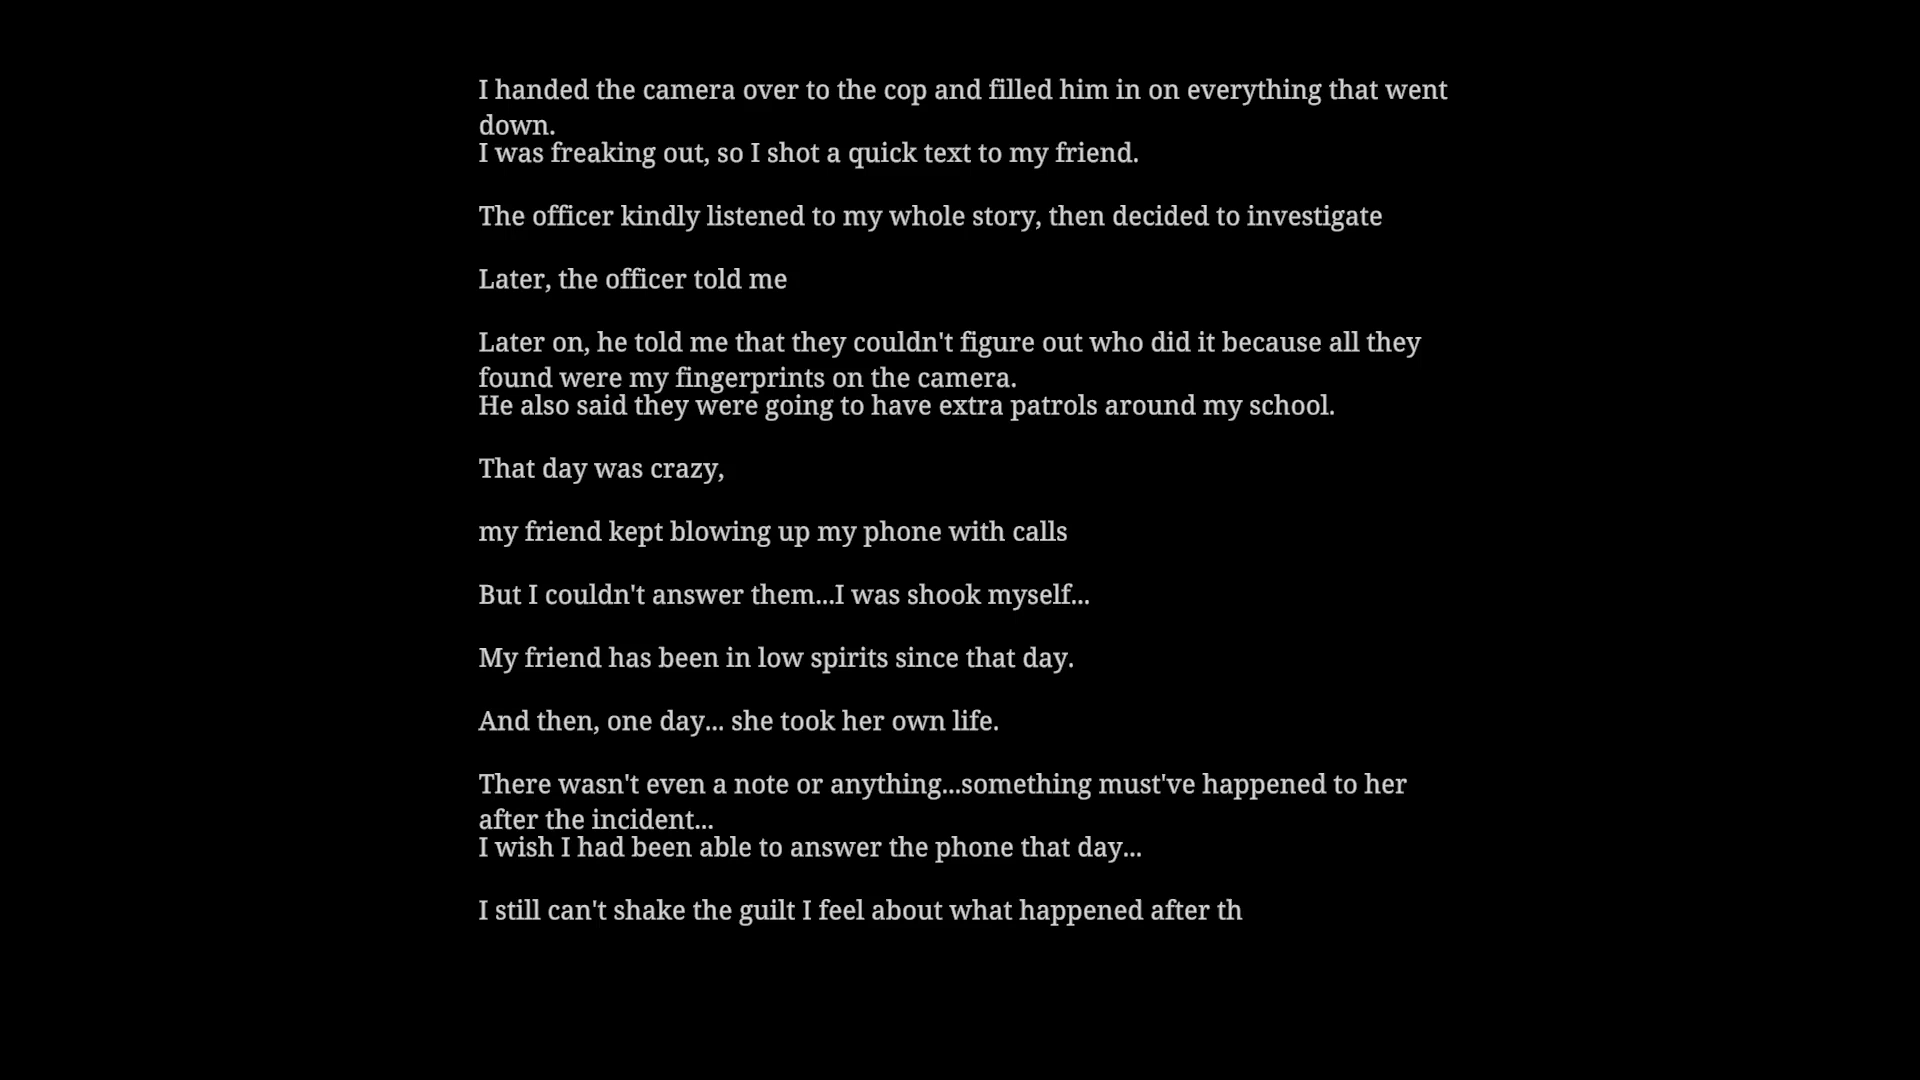 I handed the camera over to the cop and filled him in on everything that went
down.
I was freaking out, so I shot a quick text to my friend.
The officer kindly listened to my whole story, then decided to investigate
Later, the officer told me
Later on, he told me that they couldn't figure out who did it because all they
found were my fingerprints on the camera.
He also said they were going to have extra patrols around my school.
That day was crazy,
my friend kept blowing up my phone with calls
But I couldn't answer them...I was shook myself...
My friend has been in low spirits since that day.
And then, one day... she took her own life.
There wasn't even a note or anything...something must've happened to her
after the incident...
I wish I had been able to answer the phone that day...
I still can't shake the guilt I feel about what happened after th